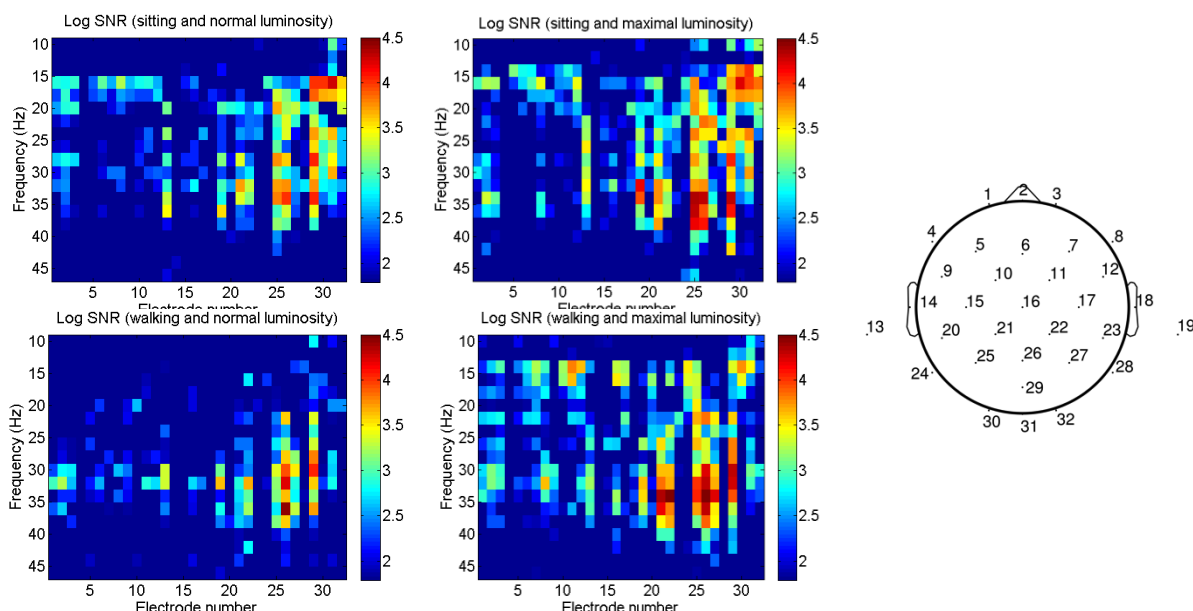 Log SNR (sitting and normal luminosity)
Log SNR (sitting and maximal luminosity)
Frequency (Hz)
10
15
20
25
30
35
40
45
5 10 15 20 25 30
Electrode number
4.5
4
3.5
3
2.5
2
Frequency (Hz)
10
15
20
25
30
35
40
45
5 10 15 20 25 30
Electrode number
4.5
4
3.5
3
2.5
2
Log SNR (walking and normal luminosity)
Log SNR (walking and maximal luminosity)
Frequency (Hz)
10
15
20
25
30
35
40
45
5 10 15 20 25 30
Electrode number
4.5
4
3.5
3
2.5
2
Frequency (Hz)
10
15
20
25
30
35
40
45
5 10 15 20 25 30
Electrode number
4.5
4
3.5
3
2.5
2
1 2 3
4 5 6 7 8
9 10 11 12
13 14 15 16 17 18 19
20 21 22 23
24 25 26 27 28
29
30 31 32